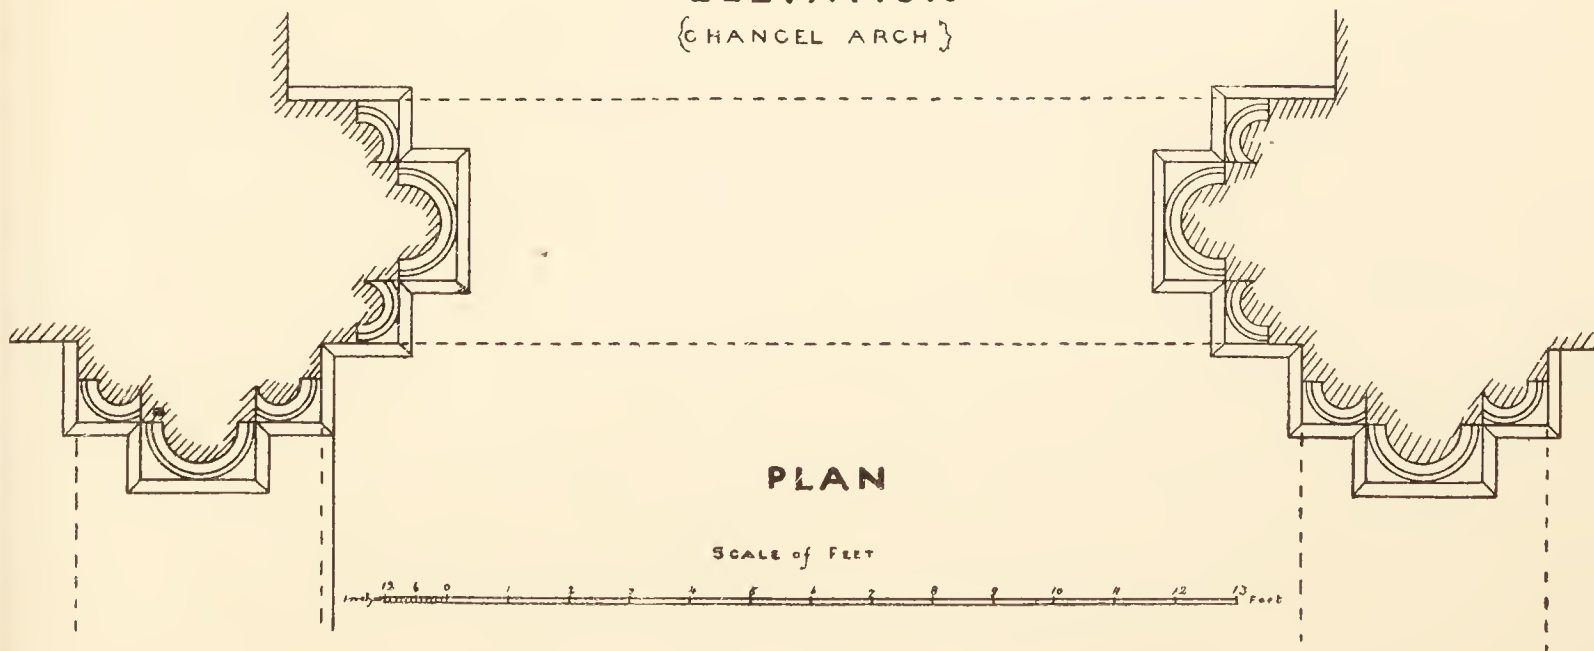 {CHANCEL ARCH}
PLAN
SCALE of FEET
Inch 12 6 0 1 2 3 4 5 6 7 8 9 10 11 12 13 Feet